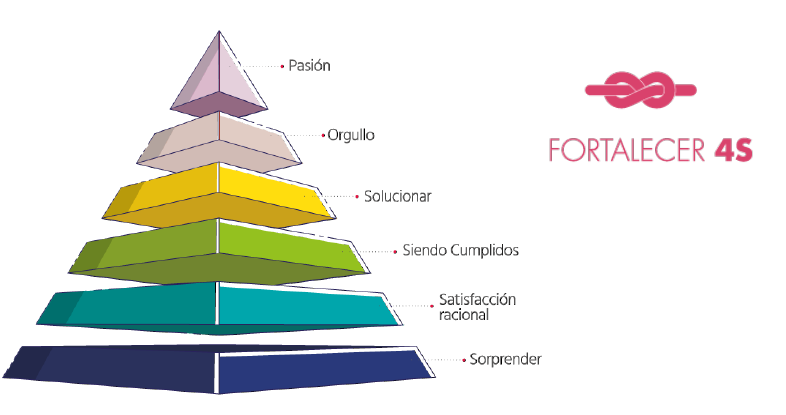 Pasión
Orgullo
Solucionar
Siendo Cumplidos
Satisfacción
racional
Sorprender
FORTALECER 4S